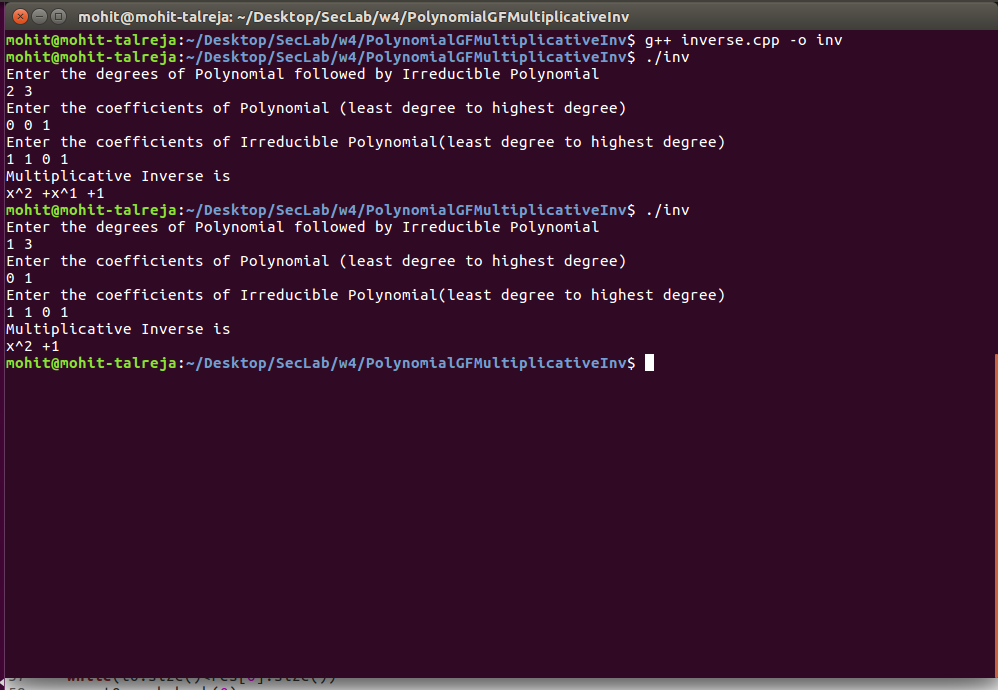 mohit@mohit-talreja: ~/Desktop/SecLab/w4/PolynomialGFMultiplicativeInv
mohit@mohit-talreja:~/Desktop/SecLab/w4/PolynomialGFMultiplicativeInv$ g++ inverse.cpp -o inv
mohit@mohit-talreja:~/Desktop/SecLab/w4/PolynomialGFMultiplicativeInv$ ./inv
Enter the degrees of Polynomial followed by Irreducible Polynomial
2 3
Enter the coefficients of Polynomial (least degree to highest degree)
0 0 1
Enter the coefficients of Irreducible Polynomial(least degree to highest degree)
1 1 0 1
Multiplicative Inverse is
x^2 +x^1 +1
mohit@mohit-talreja:~/Desktop/SecLab/w4/PolynomialGFMultiplicativeInv$ ./inv
Enter the degrees of Polynomial followed by Irreducible Polynomial
1 3
Enter the coefficients of Polynomial (least degree to highest degree)
0 1
Enter the coefficients of Irreducible Polynomial(least degree to highest degree)
1 1 0 1
Multiplicative Inverse is
x^2 +1
mohit@mohit-talreja:~/Desktop/SecLab/w4/PolynomialGFMultiplicativeInv$